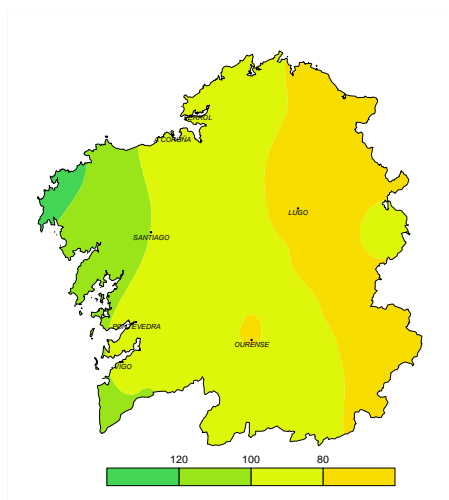 FERROL
A CORUÑA
LUGO
SANTIAGO
PONTEVEDRA
OURENSE
VIGO
120 100 80